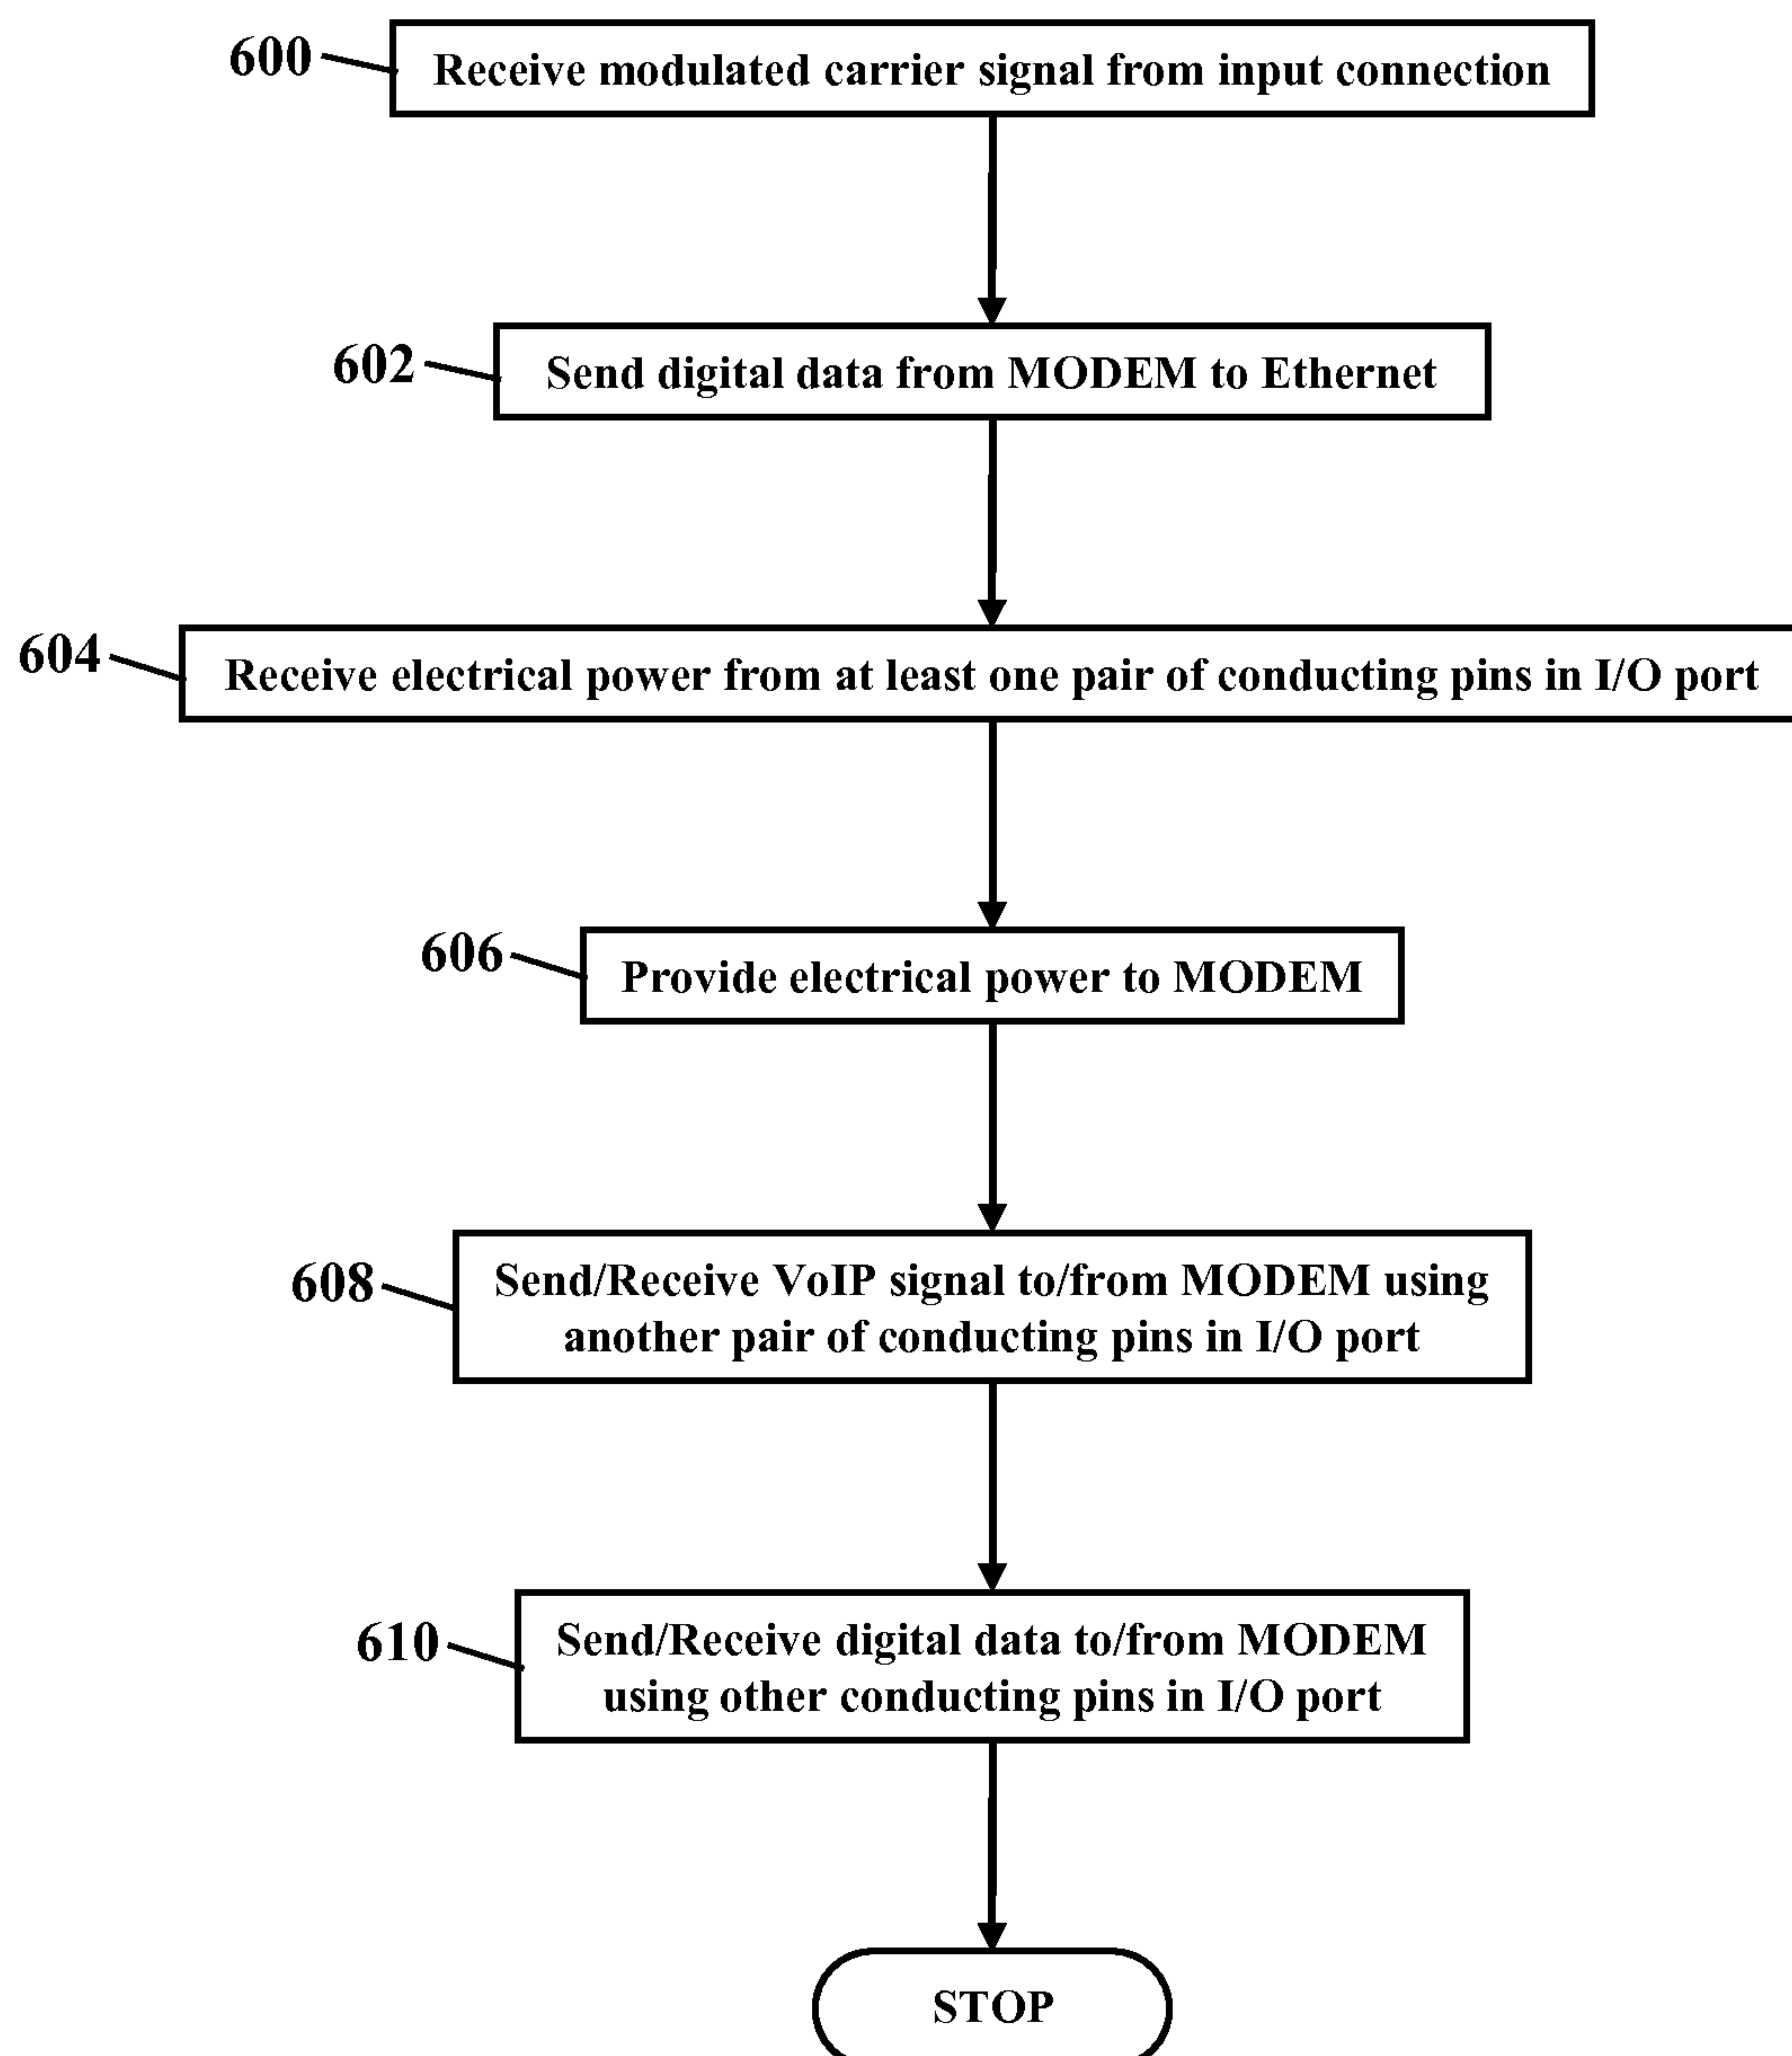 600
Receive modulated carrier signal from input connection
602
Send digital data from MODEM to Ethernet
604
Receive electrical power from at least one pair of conducting pins in I/O port
606
Provide electrical power to MODEM
608
Send/Receive VoIP signal to/from MODEM using
another pair of conducting pins in I/O port
610
Send/Receive digital data to/from MODEM
using other conducting pins in I/O port
STOP